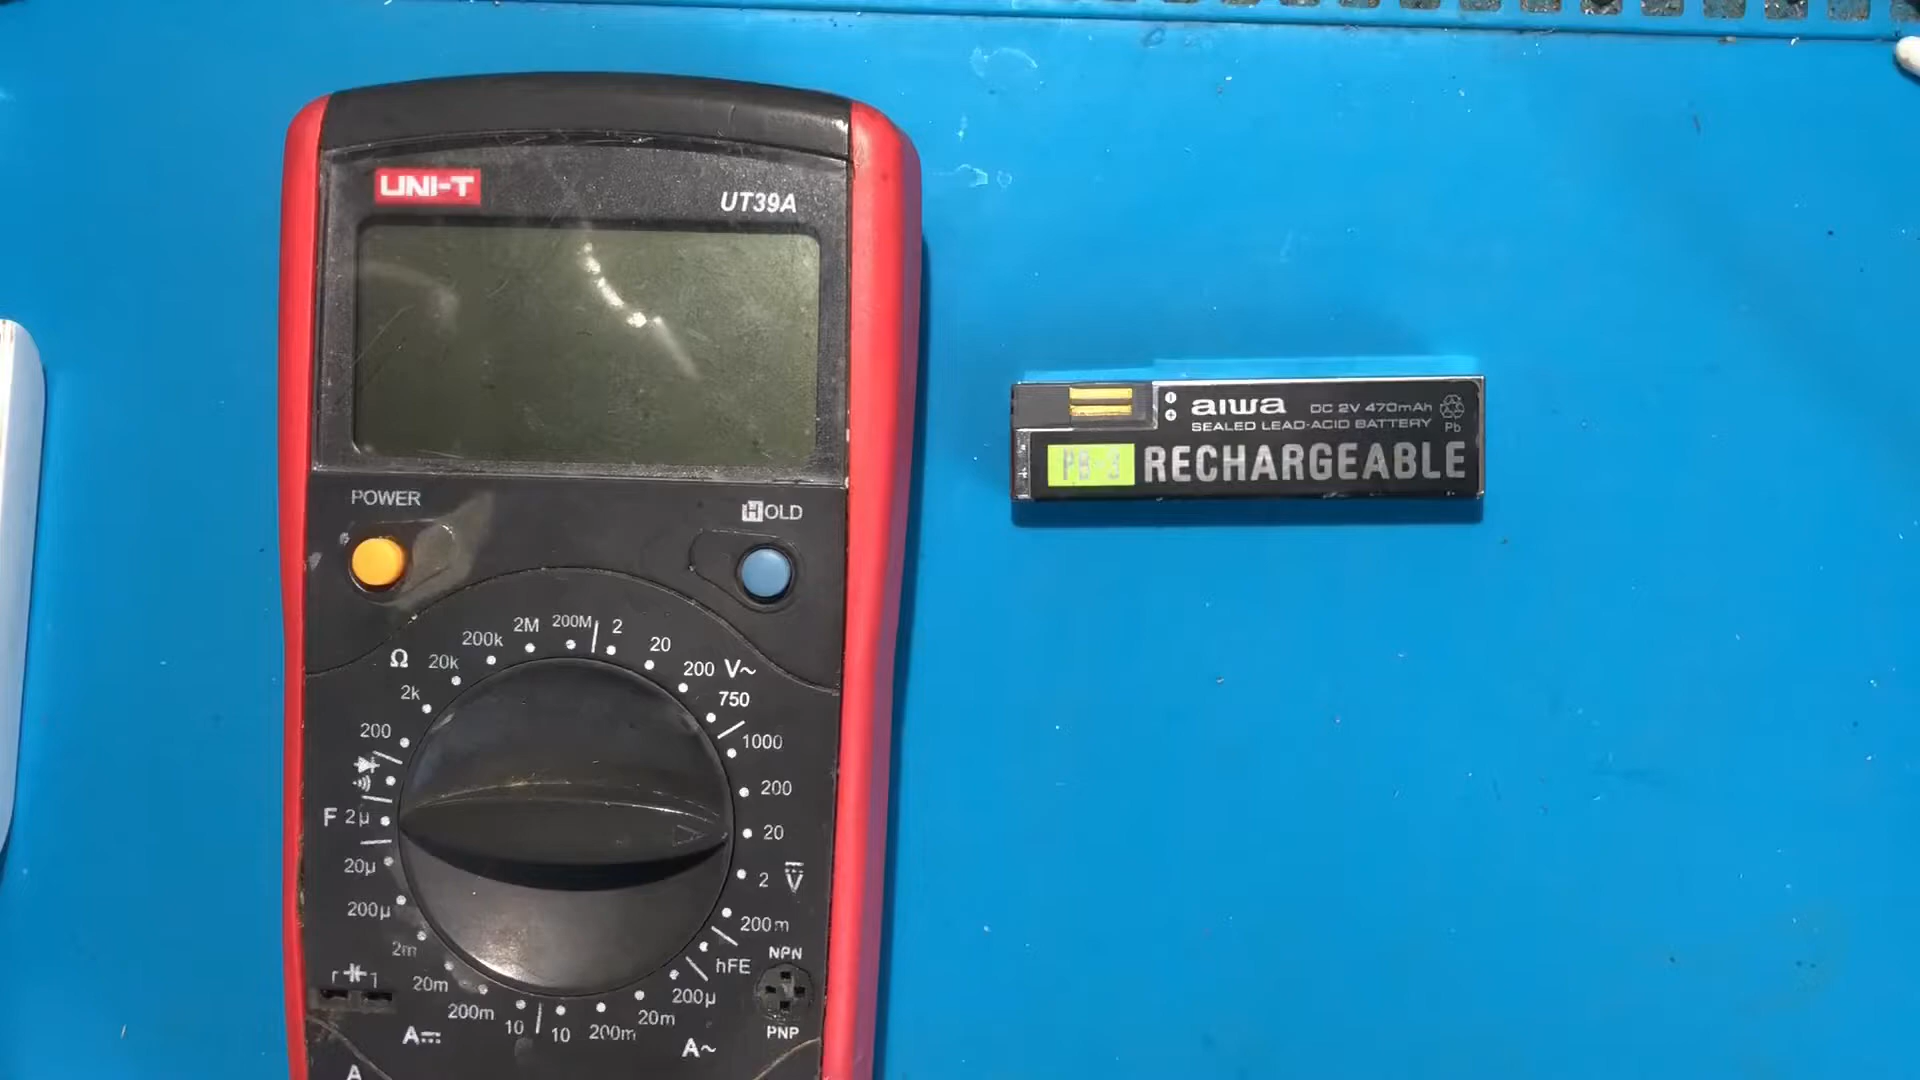 UNI-T
UT39A
POWER
HOLD
200k
2M
200M
2
20
Ω
20k
200
V~
2k
750
200
1000
200
F
2µ
20
20µ
2
V
200µ
200m
2m
NPN
hFE
20m
200µ
200m
20m
10
10
200m
PNP
A
A~
A
aiwa
DC 2V 470mAh
SEALED LEAD-ACID BATTERY
Pb
PB-3
RECHARGEABLE